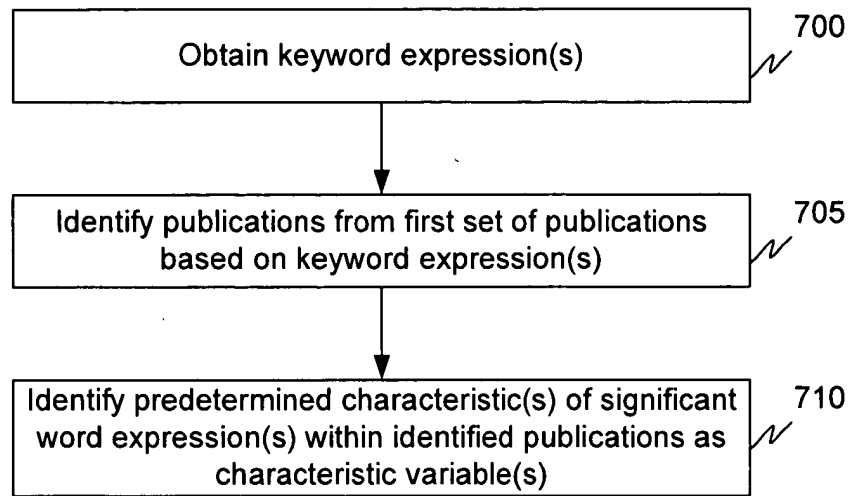 700
Obtain keyword expression(s)
705
Identify publications from first set of publications
based on keyword expression(s)
710
Identify predetermined characteristic(s) of significant
word expression(s) within identified publications as
characteristic variable(s)